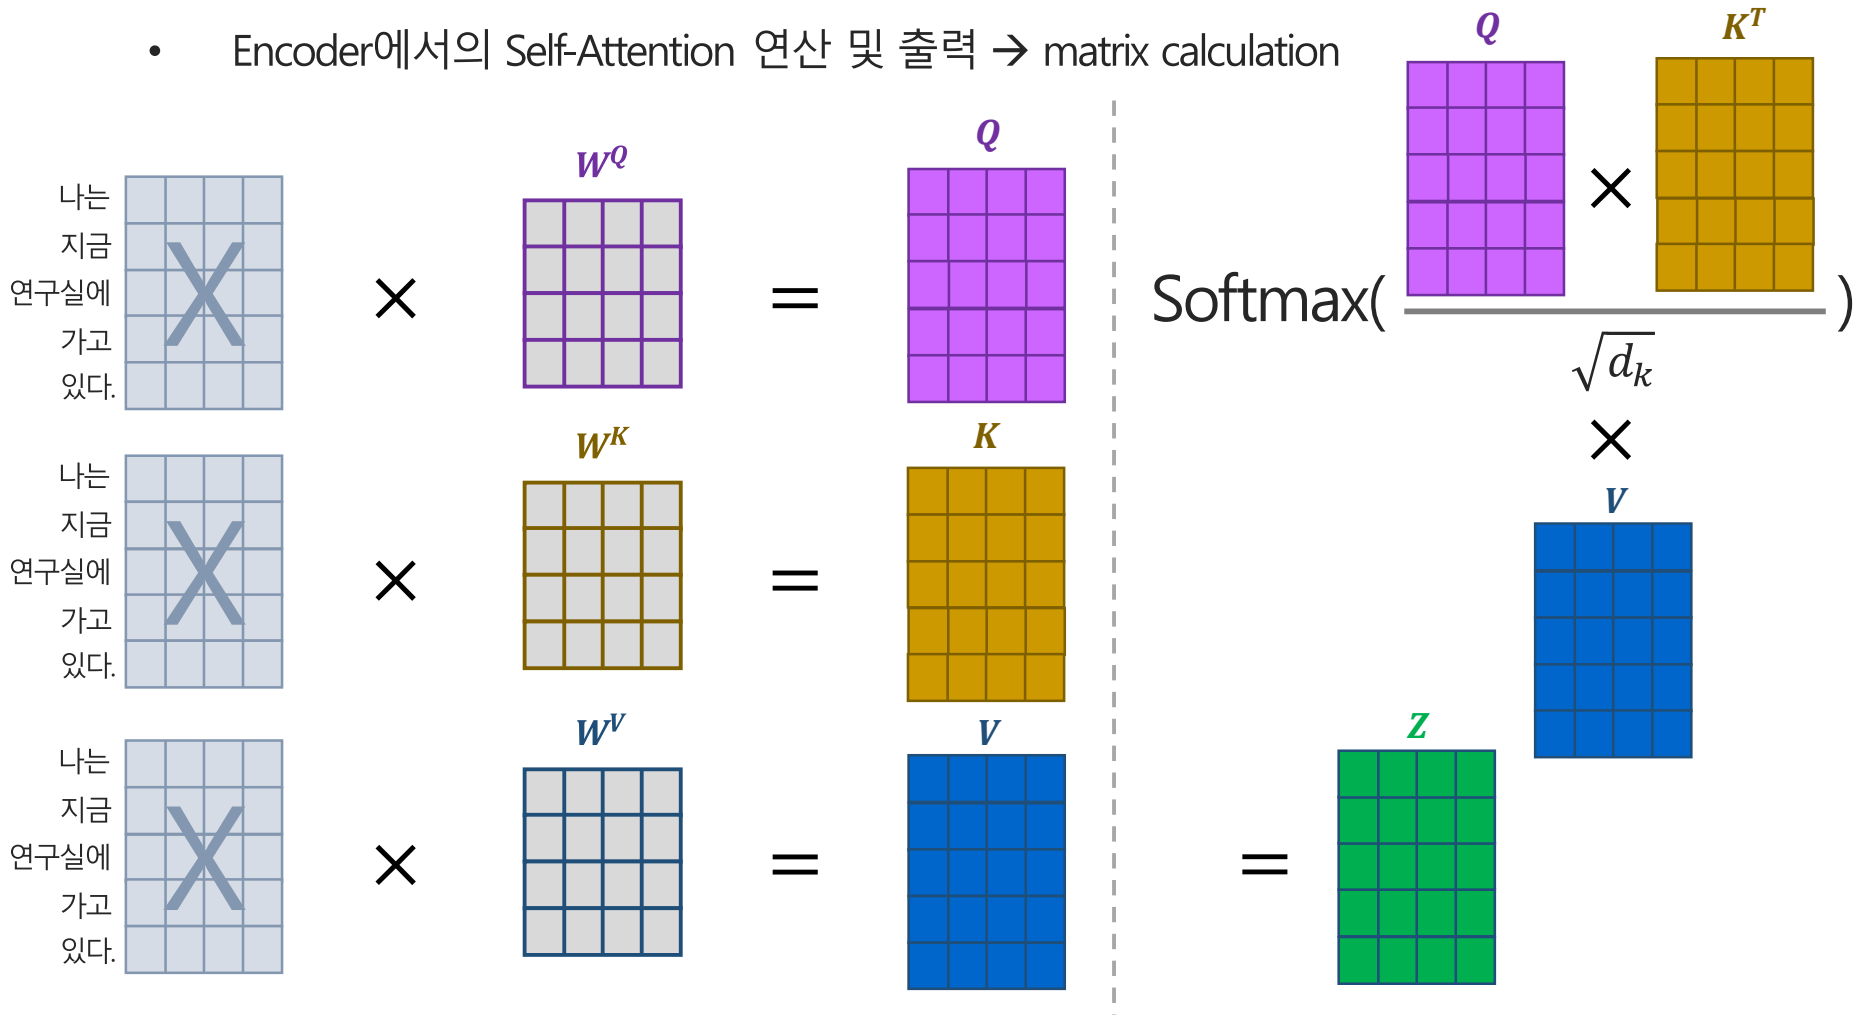 • Encoder에서의 Self-Attention 연산 및 출력 → matrix calculation
나는
지금
연구실에
가고
있다.
X
×
W^Q
=
Q
나는
지금
연구실에
가고
있다.
X
×
W^K
=
K
나는
지금
연구실에
가고
있다.
X
×
W^V
=
V
Q
×
K^T
Softmax( )
√d_k
×
V
=
Z